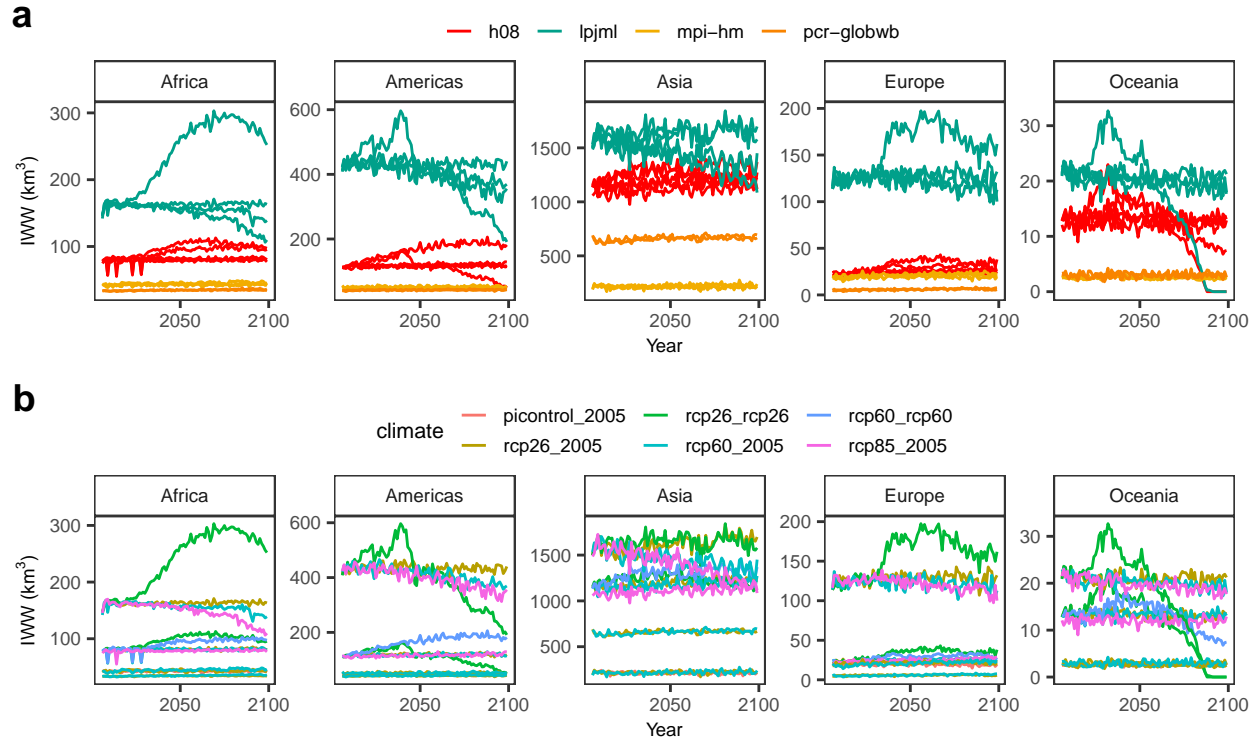 a
h08 lpjml mpi-hm pcr-globwb
Africa Americas Asia Europe Oceania
IWW (km³)
300
200
100
600
400
200
1500
1000
500
200
150
100
50
0
30
20
10
0
2050 2100 2050 2100 2050 2100 2050 2100 2050 2100
Year
b
climate
picontrol_2005 rcp26_rcp26 rcp60_rcp60
rcp26_2005 rcp60_2005 rcp85_2005
Africa Americas Asia Europe Oceania
IWW (km³)
300
200
100
600
400
200
1500
1000
500
200
150
100
50
0
30
20
10
0
2050 2100 2050 2100 2050 2100 2050 2100 2050 2100
Year